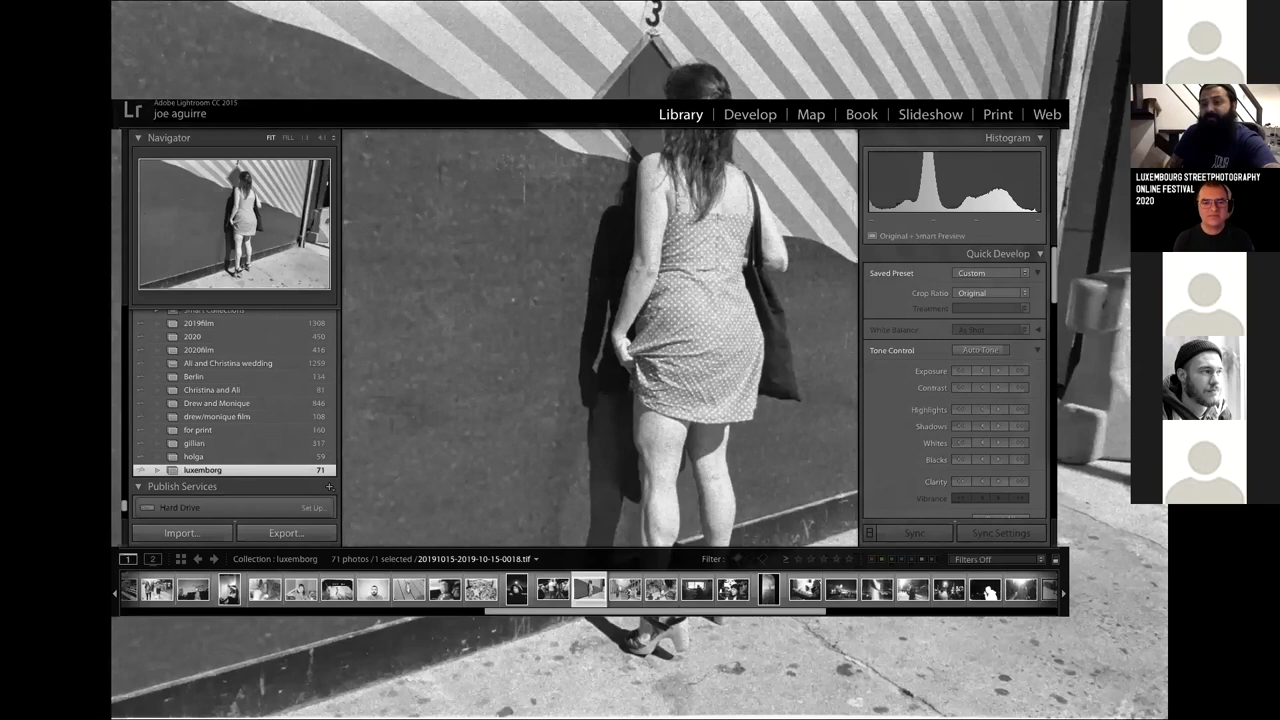 3
Lr
Adobe Lightroom CC 2015
joe aguirre
Library | Develop | Map | Book | Slideshow | Print | Web
Navigator
FIT FILL 1:1 4:1
Histogram
Original + Smart Preview
Quick Develop
Saved Preset Custom
Crop Ratio Original
Treatment
White Balance As Shot
Tone Control Auto Tone
Exposure
Contrast
Highlights
Shadows
Whites
Blacks
Clarity
Vibrance
Sync
Sync Settings
Smart Collections
2019film 1308
2020 450
2020film 416
Ali and Christina wedding 1259
Berlin 134
Christina and Ali 81
Drew and Monique 846
drew/monique film 108
for print 160
gillian 317
holga 59
luxemborg 71
Publish Services
Hard Drive Set Up...
Import...
Export...
1 2
Collection : luxemborg 71 photos / 1 selected / 20191015-2019-10-15-0018.tif
Filter :
Filters Off
LUXEMBOURG STREETPHOTOGRAPHY
ONLINE FESTIVAL
2020